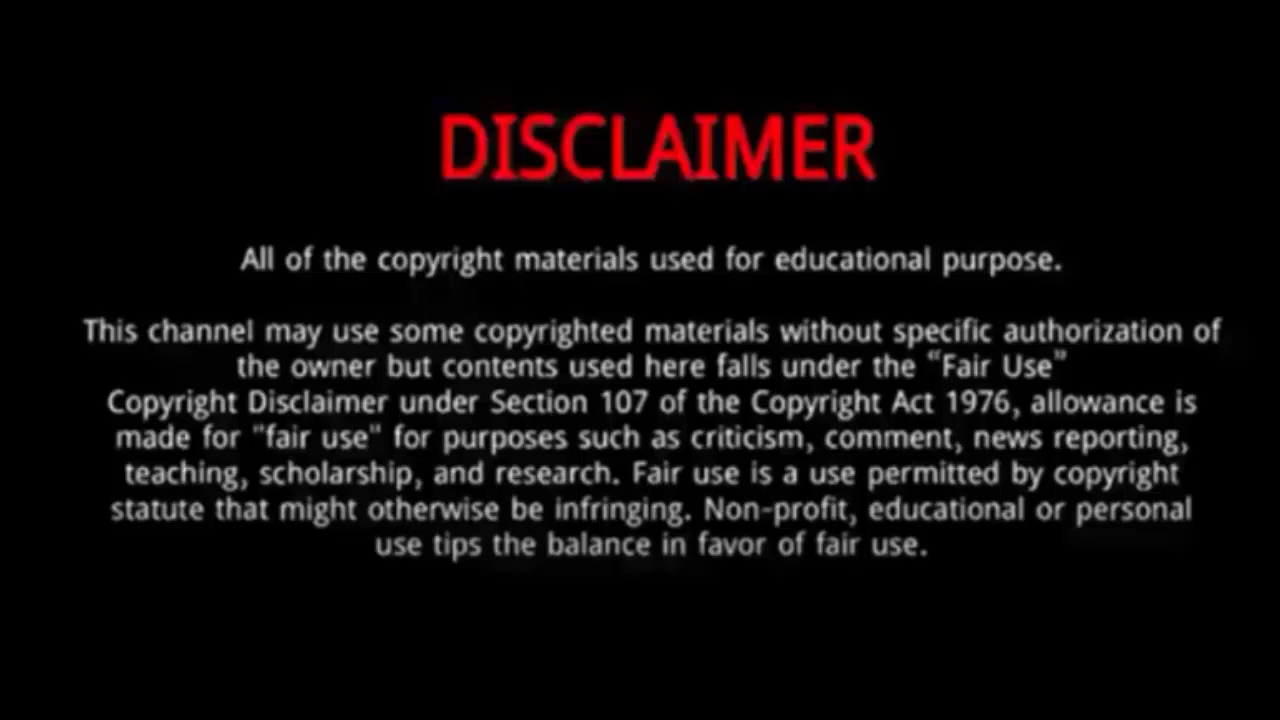 DISCLAIMER
All of the copyright materials used for educational purpose.
This channel may use some copyrighted materials without specific authorization of
the owner but contents used here falls under the “Fair Use”
Copyright Disclaimer under Section 107 of the Copyright Act 1976, allowance is
made for "fair use" for purposes such as criticism, comment, news reporting,
teaching, scholarship, and research. Fair use is a use permitted by copyright
statute that might otherwise be infringing. Non-profit, educational or personal
use tips the balance in favor of fair use.